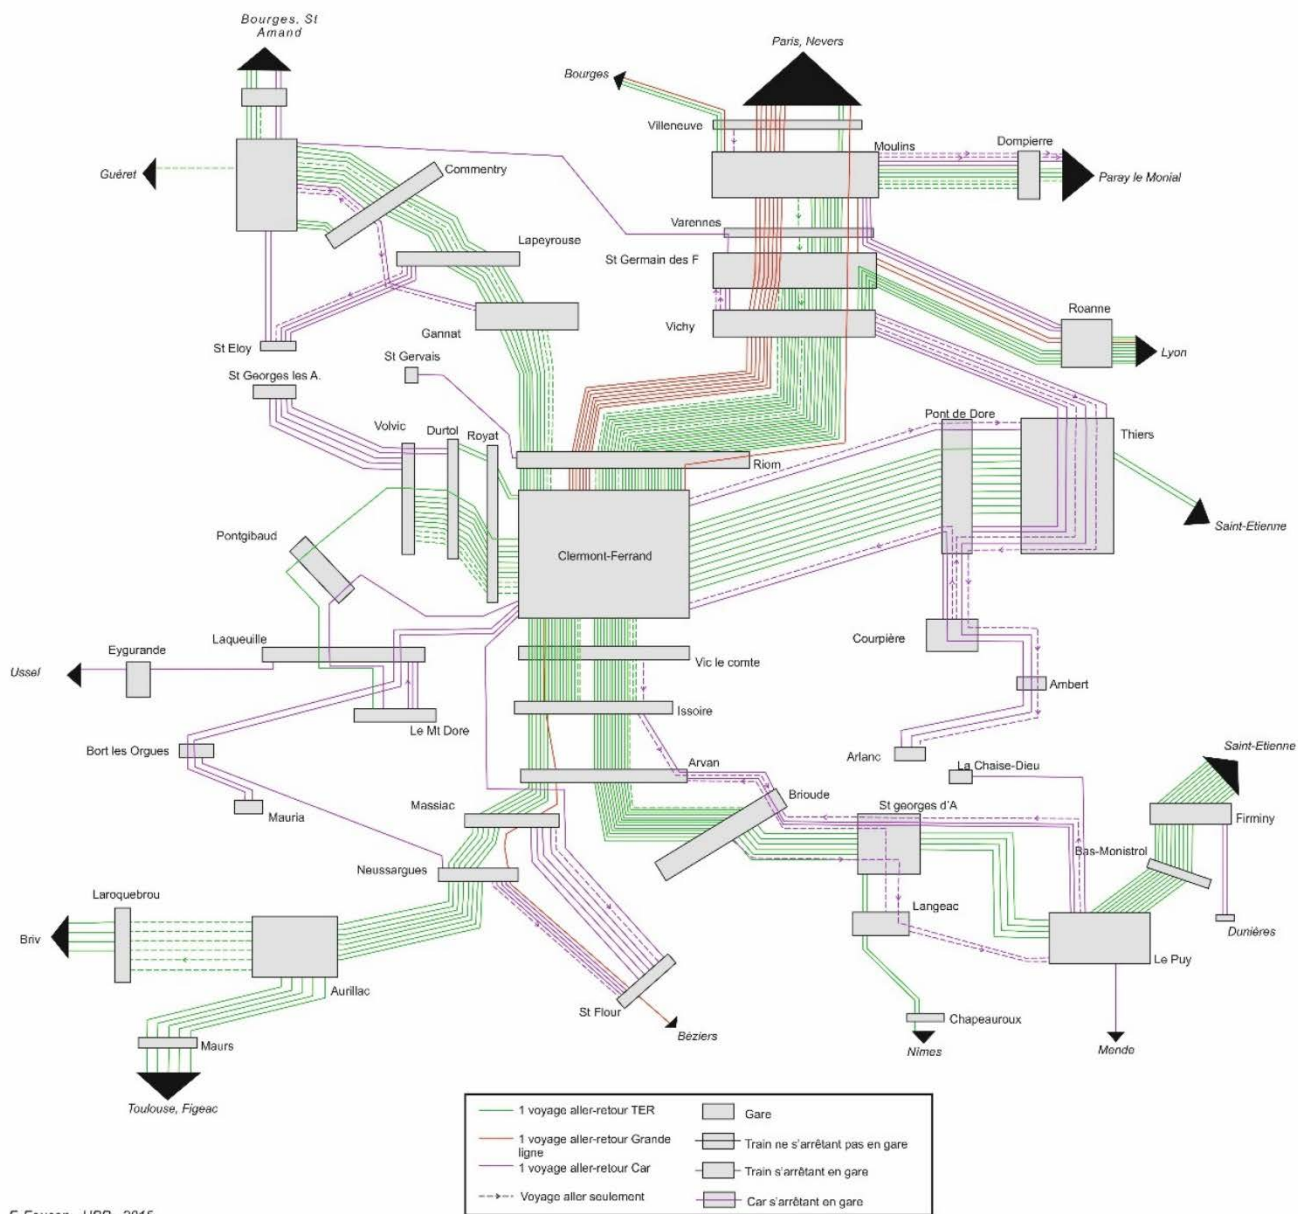 Bourges, St
Amand
Paris, Nevers
Bourges
Villeneuve
Moulins
Dompierre
Guéret
Commentry
Paray le Monial
Varennes
Lapeyrouse
St Germain des F
Roanne
Gannat
Vichy
St Eloy
St Gervais
Lyon
St Georges les A.
Volvic
Durtol
Royat
Pont de Dore
Thiers
Riom
Saint-Etienne
Pontgibaud
Clermont-Ferrand
Courpière
Laqueuille
Eygurande
Ussel
Vic le comte
Ambert
Issoire
Le Mt Dore
Bort les Orgues
Arlanc
Saint-Etienne
Arvan
La Chaise-Dieu
Brioude
Mauria
Massiac
St georges d'A
Firminy
Bas-Monistrol
Neussargues
Laroquebrou
Langeac
Briv
Dunières
Le Puy
Aurillac
St Flour
Chapeauroux
Béziers
Maurs
Nîmes
Mende
Toulouse, Figeac
1 voyage aller-retour TER
1 voyage aller-retour Grande
ligne
1 voyage aller-retour Car
Voyage aller seulement
Gare
Train ne s'arrêtant pas en gare
Train s'arrêtant en gare
Car s'arrêtant en gare